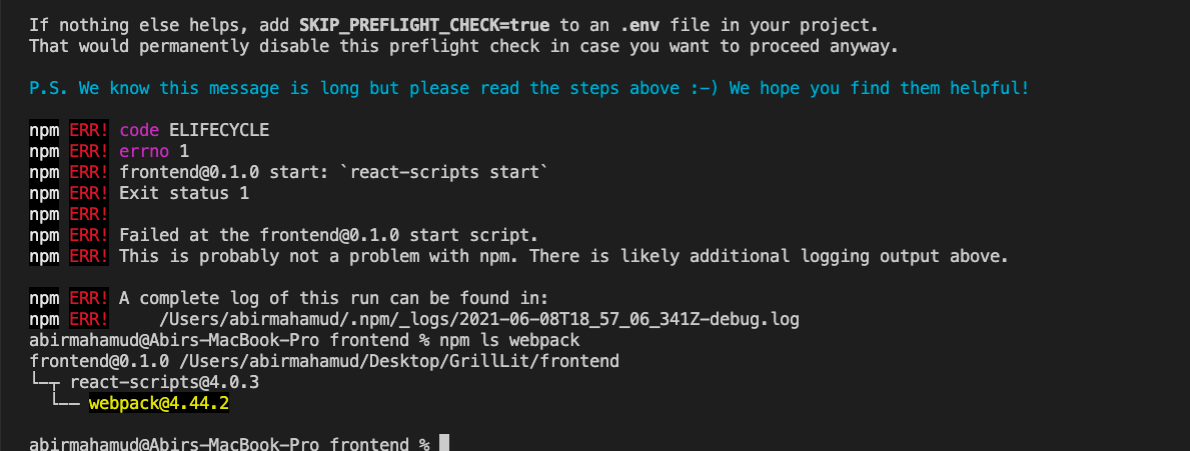 If nothing else helps, add SKIP_PREFLIGHT_CHECK=true to an .env file in your project.
That would permanently disable this preflight check in case you want to proceed anyway.
P.S. We know this message is long but please read the steps above :-) We hope you find them helpful!
npm ERR! code ELIFECYCLE
npm ERR! errno 1
npm ERR! frontend@0.1.0 start: `react-scripts start`
npm ERR! Exit status 1
npm ERR!
npm ERR! Failed at the frontend@0.1.0 start script.
npm ERR! This is probably not a problem with npm. There is likely additional logging output above.
npm ERR! A complete log of this run can be found in:
npm ERR!     /Users/abirmahamud/.npm/_logs/2021-06-08T18_57_06_341Z-debug.log
abirmahamud@Abirs-MacBook-Pro frontend % npm ls webpack
frontend@0.1.0 /Users/abirmahamud/Desktop/GrillLit/frontend
└─┬ react-scripts@4.0.3
  └── webpack@4.44.2
abirmahamud@Abirs-MacBook-Pro frontend %